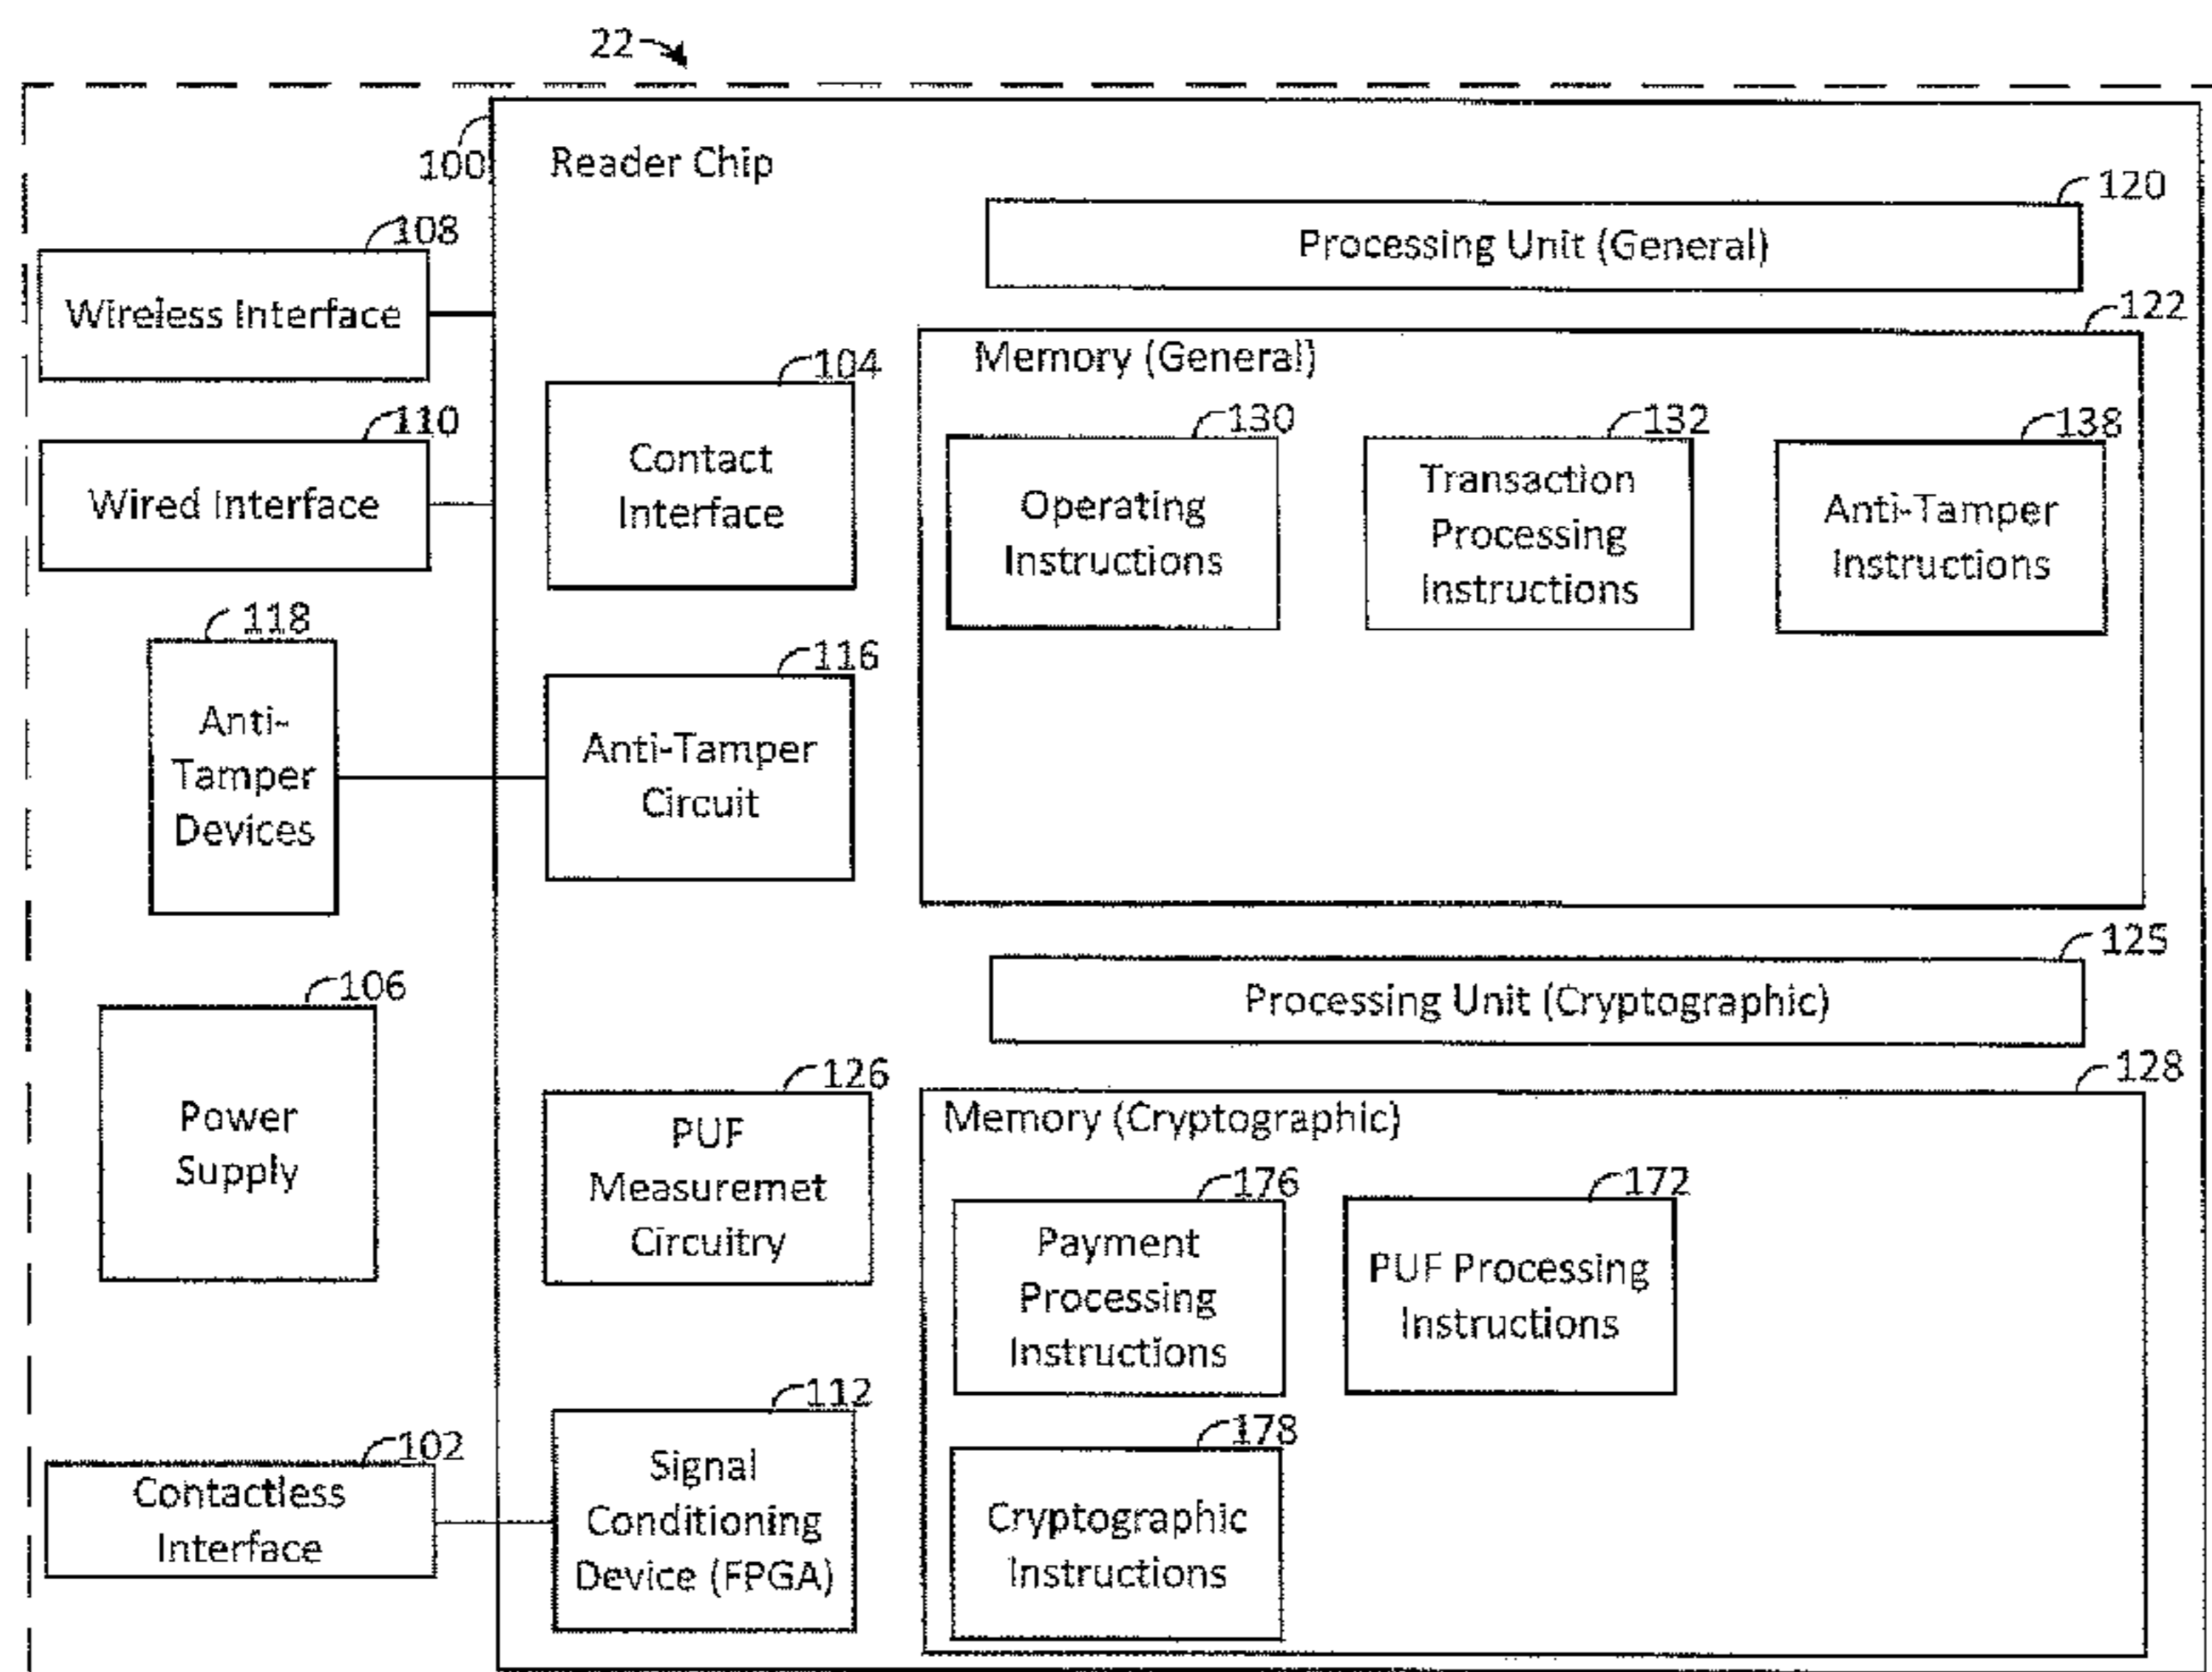 22
100
Reader Chip
120
Processing Unit (General)
108
Wireless Interface
122
Memory (General)
104
Contact
Interface
110
Wired Interface
130
Operating
Instructions
132
Transaction
Processing
Instructions
138
Anti-Tamper
Instructions
118
Anti-
Tamper
Devices
116
Anti-Tamper
Circuit
125
Processing Unit (Cryptographic)
106
Power
Supply
126
PUF
Measuremet
Circuitry
128
Memory (Cryptographic)
176
Payment
Processing
Instructions
172
PUF Processing
Instructions
112
Signal
Conditioning
Device (FPGA)
102
Contactless
Interface
178
Cryptographic
Instructions